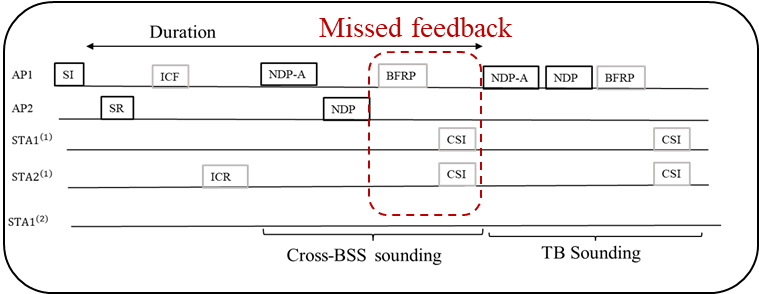 Duration
Missed feedback
AP1 SI ICF NDP-A BFRP NDP-A NDP BFRP
AP2 SR NDP
STA1⁽¹⁾ CSI CSI
STA2⁽¹⁾ ICR CSI CSI
STA1⁽²⁾
Cross-BSS sounding
TB Sounding